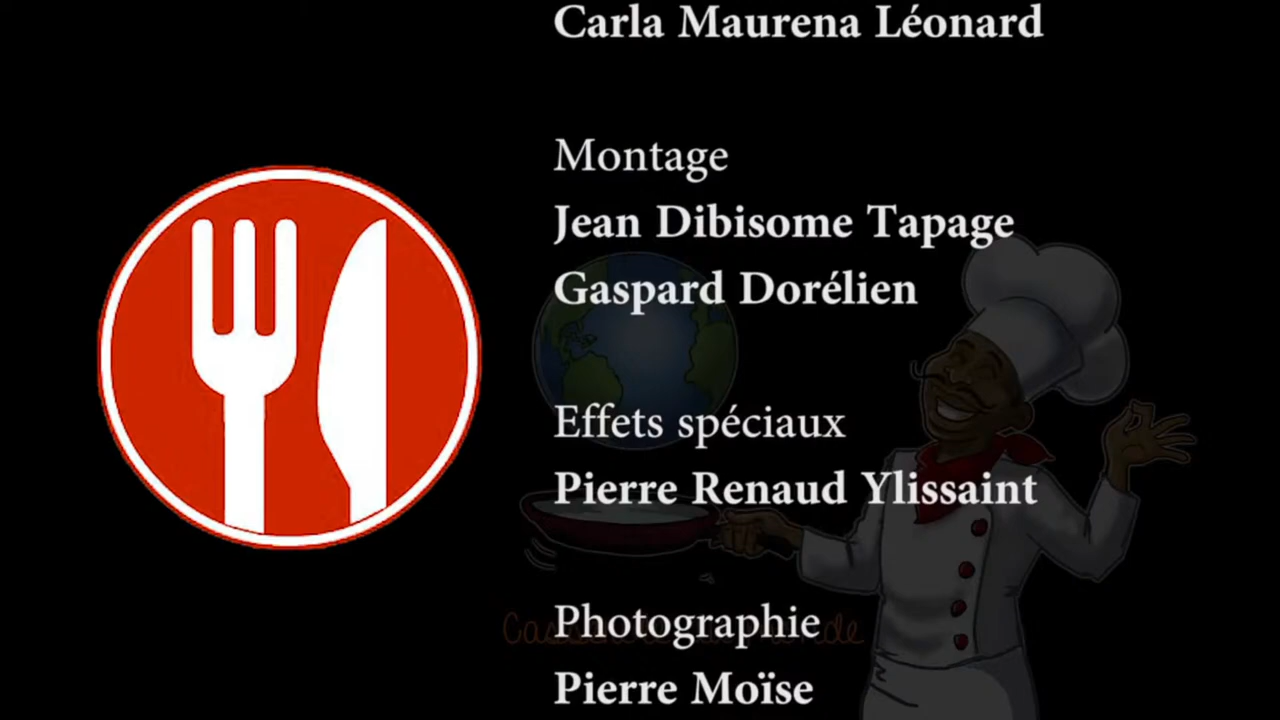 Carla Maurena Léonard
Montage
Jean Dibisome Tapage
Gaspard Dorélien
Effets spéciaux
Pierre Renaud Ylissaint
Photographie
Pierre Moïse